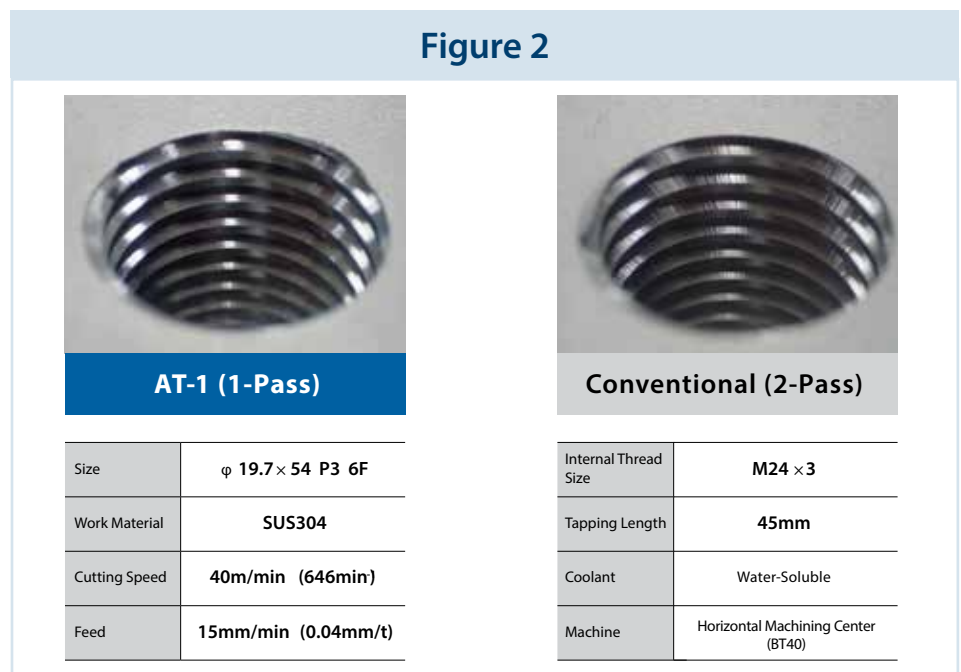 Figure 2
AT-1 (1-Pass)
Conventional (2-Pass)
Size φ 19.7 × 54 P3 6F
Work Material SUS304
Cutting Speed 40m/min (646min-)
Feed 15mm/min (0.04mm/t)
Internal Thread
Size M24 × 3
Tapping Length 45mm
Coolant Water-Soluble
Machine Horizontal Machining Center
(BT40)